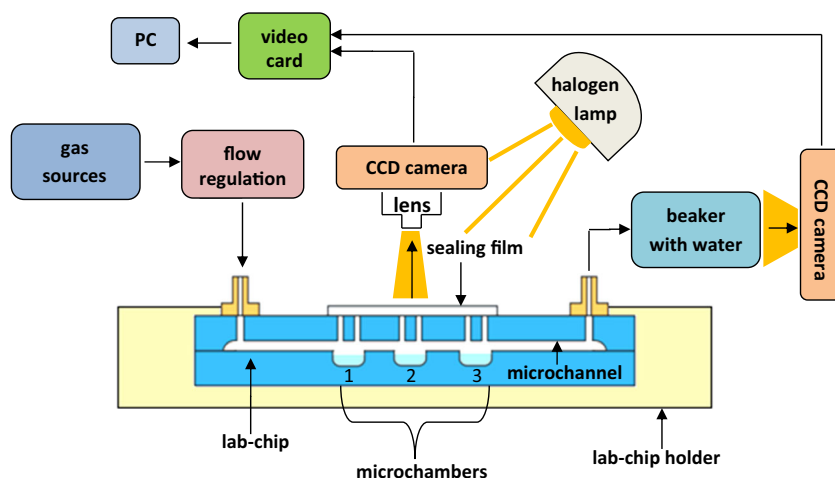 PC
video
card
halogen
lamp
gas
sources
flow
regulation
CCD camera
lens
sealing film
beaker
with water
CCD camera
1 2 3
microchannel
lab-chip
microchambers
lab-chip holder